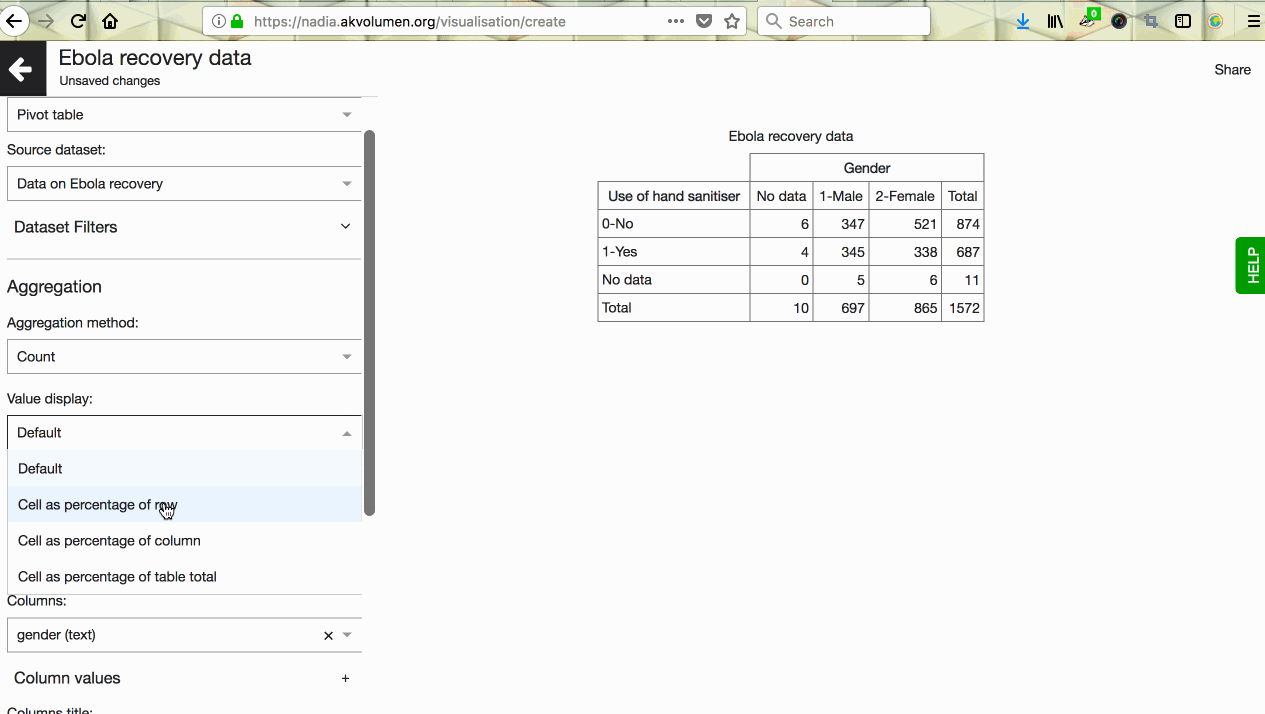 https://nadia.akvolumen.org/visualisation/create
Search
0
Ebola recovery data
Unsaved changes
Share
Pivot table
Source dataset:
Data on Ebola recovery
Dataset Filters
Aggregation
Aggregation method:
Count
Value display:
Default
Default
Cell as percentage of row
Cell as percentage of column
Cell as percentage of table total
Columns:
gender (text)
Column values
+
Columns title:
Ebola recovery data
Gender
Use of hand sanitiser No data 1-Male 2-Female Total
0-No 6 347 521 874
1-Yes 4 345 338 687
No data 0 5 6 11
Total 10 697 865 1572
HELP